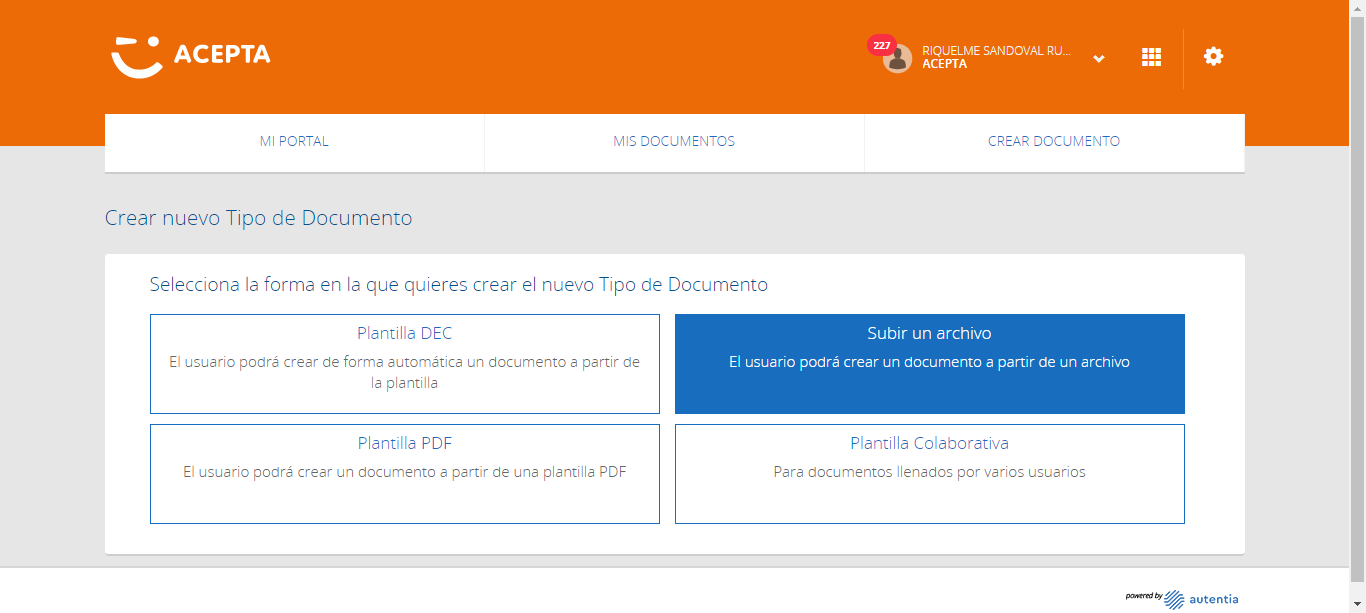 ACEPTA
227
RIQUELME SANDOVAL RU...
ACEPTA
MI PORTAL
MIS DOCUMENTOS
CREAR DOCUMENTO
Crear nuevo Tipo de Documento
Selecciona la forma en la que quieres crear el nuevo Tipo de Documento
Plantilla DEC
El usuario podrá crear de forma automática un documento a partir de
la plantilla
Subir un archivo
El usuario podrá crear un documento a partir de un archivo
Plantilla PDF
El usuario podrá crear un documento a partir de una plantilla PDF
Plantilla Colaborativa
Para documentos llenados por varios usuarios
powered by autentia